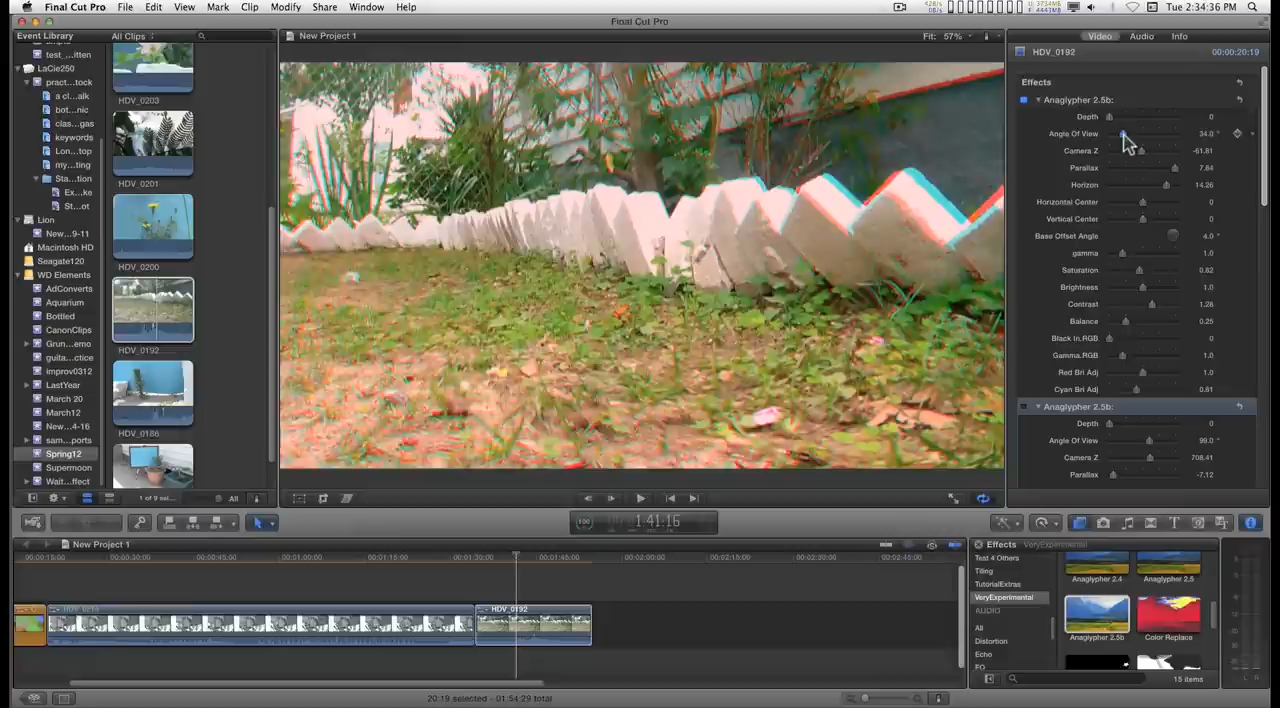 Final Cut Pro File Edit View Mark Clip Modify Share Window Help
Tue 2:34:36 PM
Final Cut Pro
Event Library All Clips
New Project 1 Fit: 57%
Video Audio Info
test_...itten
LaCie250
pract...tock
a cl...alk
bot...nic
clas...gas
keywords
Lon...top
my...ting
Sta...tion
Ex...ke
St...ot
Lion
New...9-11
Macintosh HD
Seagate120
WD Elements
AdConverts
Aquarium
Bottled
CanonClips
Grun...emo
guita...ctice
improv0312
LastYear
March 20
March12
New...4-16
sam...ports
Spring12
Supermoon
Wait...ffect
HDV_0203
HDV_0201
HDV_0200
HDV_0192
HDV_0186
1 of 9 sel... All
HDV_0192 00:00:20:19
Effects
Anaglypher 2.5b:
Depth 0
Angle Of View 34.0 °
Camera Z -61.81
Parallax 7.84
Horizon 14.26
Horizontal Center 0
Vertical Center 0
Base Offset Angle 4.0 °
gamma 1.0
Saturation 0.82
Brightness 1.0
Contrast 1.26
Balance 0.25
Black In.RGB 0
Gamma.RGB 1.0
Red Bri Adj 1.0
Cyan Bri Adj 0.81
Anaglypher 2.5b:
Depth 0
Angle Of View 99.0 °
Camera Z 708.41
Parallax -7.12
100 1:41:16
New Project 1
00:00:15:00 00:00:30:00 00:00:45:00 00:01:00:00 00:01:15:00 00:01:30:00 00:01:45:00 00:02:00:00 00:02:15:00 00:02:30:00 00:02:45:00
HDV_0192
20:19 selected - 01:54:29 total
Effects VeryExperimental
Test 4 Others
Tiling
TutorialExtras
VeryExperimental
AUDIO
All
Distortion
Echo
EQ
Anaglypher 2.4 Anaglypher 2.5
Anaglypher 2.5b Color Replace
15 items
L R